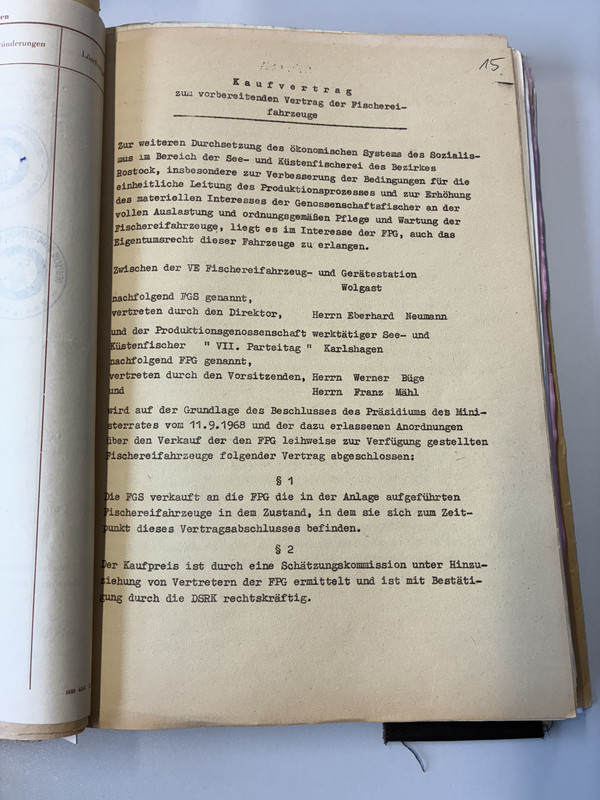 15.
K a u f v e r t r a g
zum vorbereitenden Vertrag der Fischerei-
fahrzeuge
Zur weiteren Durchsetzung des ökonomischen Systems des Sozialis-
mus im Bereich der See- und Küstenfischerei des Bezirkes
Rostock, insbesondere zur Verbesserung der Bedingungen für die
einheitliche Leitung des Produktionsprozesses und zur Erhöhung
des materiellen Interesses der Genossenschaftsfischer an der
vollen Auslastung und ordnungsgemäßen Pflege und Wartung der
Fischereifahrzeuge, liegt es im Interesse der FPG, auch das
Eigentumsrecht dieser Fahrzeuge zu erlangen.
Zwischen der VE Fischereifahrzeug- und Gerätestation
Wolgast
nachfolgend FGS genannt,
vertreten durch den Direktor, Herrn Eberhard Neumann
und der Produktionsgenossenschaft werktätiger See- und
Küstenfischer " VII. Parteitag " Karlshagen
nachfolgend FPG genannt,
vertreten durch den Vorsitzenden, Herrn Werner Büge
und Herrn Franz Mähl
wird auf der Grundlage des Beschlusses des Präsidiums des Mini-
sterrates vom 11.9.1968 und der dazu erlassenen Anordnungen
über den Verkauf der den FPG leihweise zur Verfügung gestellten
Fischereifahrzeuge folgender Vertrag abgeschlossen:
§ 1
Die FGS verkauft an die FPG die in der Anlage aufgeführten
Fischereifahrzeuge in dem Zustand, in dem sie sich zum Zeit-
punkt dieses Vertragsabschlusses befinden.
§ 2
Der Kaufpreis ist durch eine Schätzungskommission unter Hinzu-
ziehung von Vertretern der FPG ermittelt und ist mit Bestäti-
gung durch die DSRK rechtskräftig.